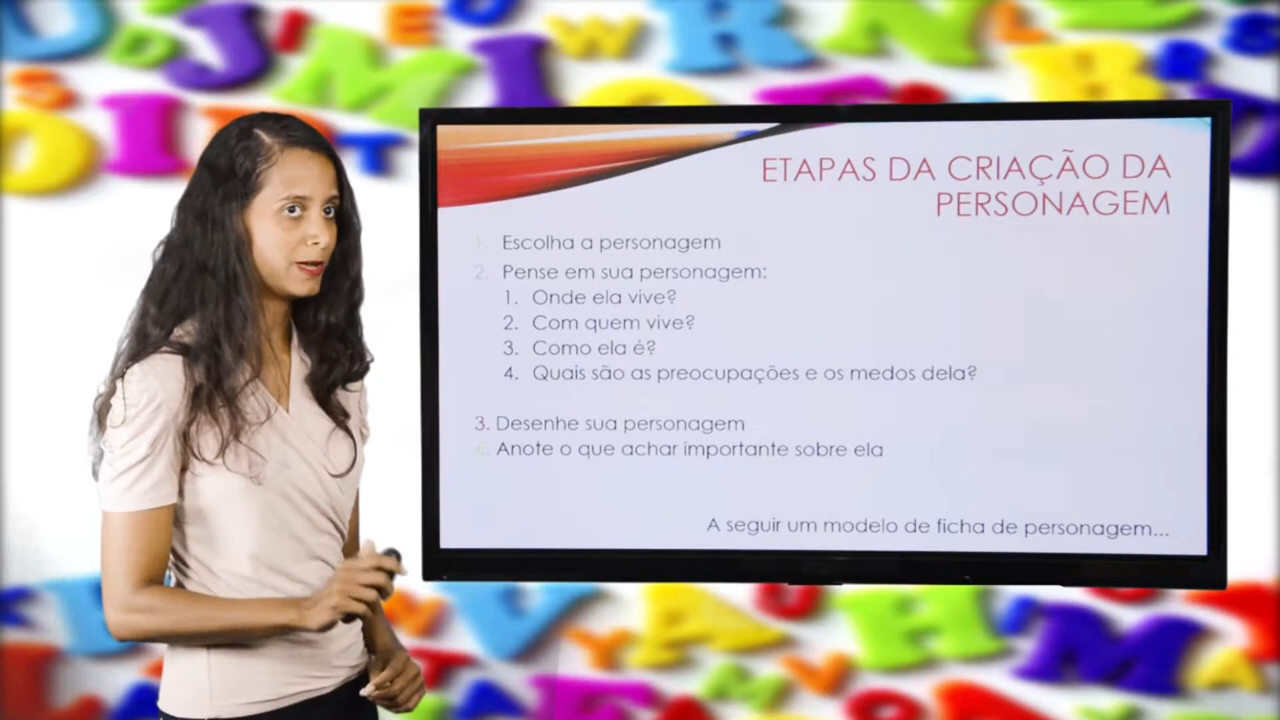 ETAPAS DA CRIAÇÃO DA
PERSONAGEM
1. Escolha a personagem
2. Pense em sua personagem:
1. Onde ela vive?
2. Com quem vive?
3. Como ela é?
4. Quais são as preocupações e os medos dela?
3. Desenhe sua personagem
4. Anote o que achar importante sobre ela
A seguir um modelo de ficha de personagem...